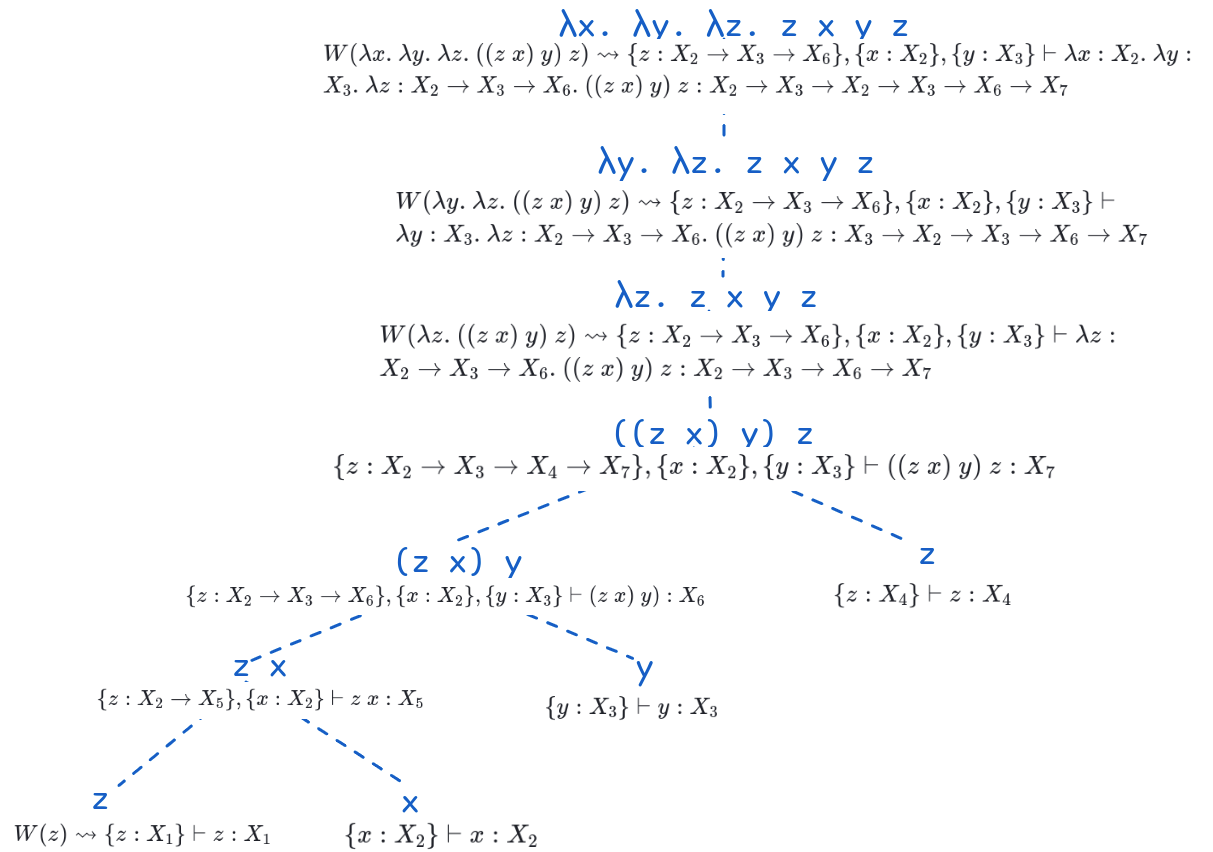 λx. λy. λz. z x y z
W(λx. λy. λz. ((z x) y) z) ⇝ {z : X₂ → X₃ → X₆}, {x : X₂}, {y : X₃} ⊢ λx : X₂. λy :
X₃. λz : X₂ → X₃ → X₆. ((z x) y) z : X₂ → X₃ → X₂ → X₃ → X₆ → X₇
λy. λz. z x y z
W(λy. λz. ((z x) y) z) ⇝ {z : X₂ → X₃ → X₆}, {x : X₂}, {y : X₃} ⊢
λy : X₃. λz : X₂ → X₃ → X₆. ((z x) y) z : X₃ → X₂ → X₃ → X₆ → X₇
λz. z x y z
W(λz. ((z x) y) z) ⇝ {z : X₂ → X₃ → X₆}, {x : X₂}, {y : X₃} ⊢ λz :
X₂ → X₃ → X₆. ((z x) y) z : X₂ → X₃ → X₆ → X₇
((z x) y) z
{z : X₂ → X₃ → X₄ → X₇}, {x : X₂}, {y : X₃} ⊢ ((z x) y) z : X₇
(z x) y
{z : X₂ → X₃ → X₆}, {x : X₂}, {y : X₃} ⊢ (z x) y) : X₆
z
{z : X₄} ⊢ z : X₄
z x
{z : X₂ → X₅}, {x : X₂} ⊢ z x : X₅
y
{y : X₃} ⊢ y : X₃
z
W(z) ⇝ {z : X₁} ⊢ z : X₁
x
{x : X₂} ⊢ x : X₂